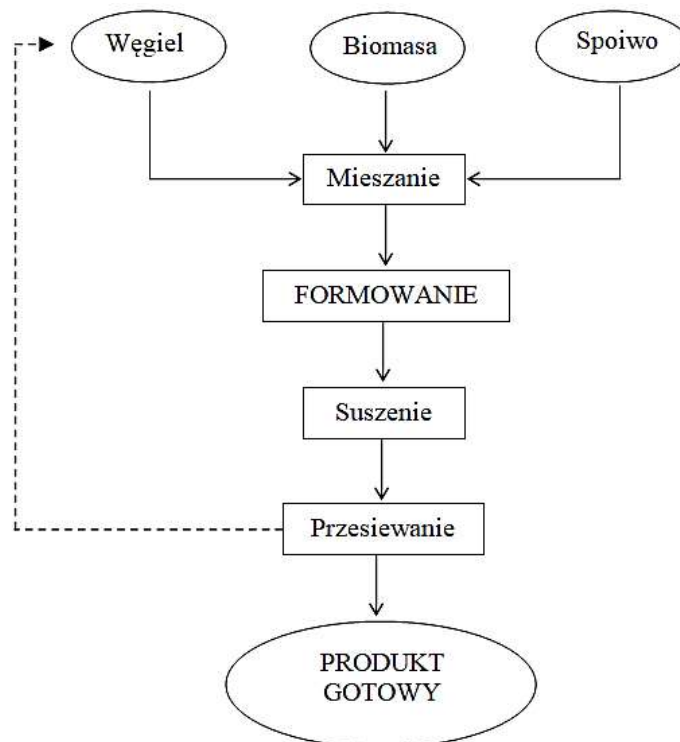 Węgiel
Biomasa
Spoiwo
Mieszanie
FORMOWANIE
Suszenie
Przesiewanie
PRODUKT
GOTOWY